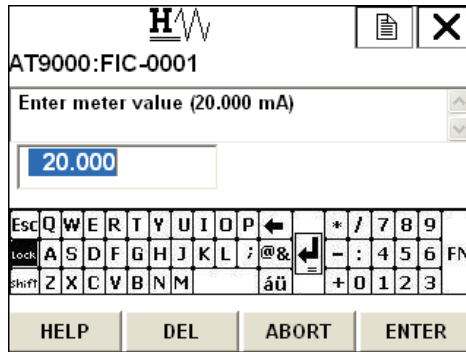 H
AT9000:FIC-0001
Enter meter value (20.000 mA)
20.000
Esc Q W E R T Y U I O P ← * / 7 8 9
Lock A S D F G H J K L ; @& ↵ - : 4 5 6 FN
Shift Z X C V B N M áü = + 0 1 2 3
HELP DEL ABORT ENTER